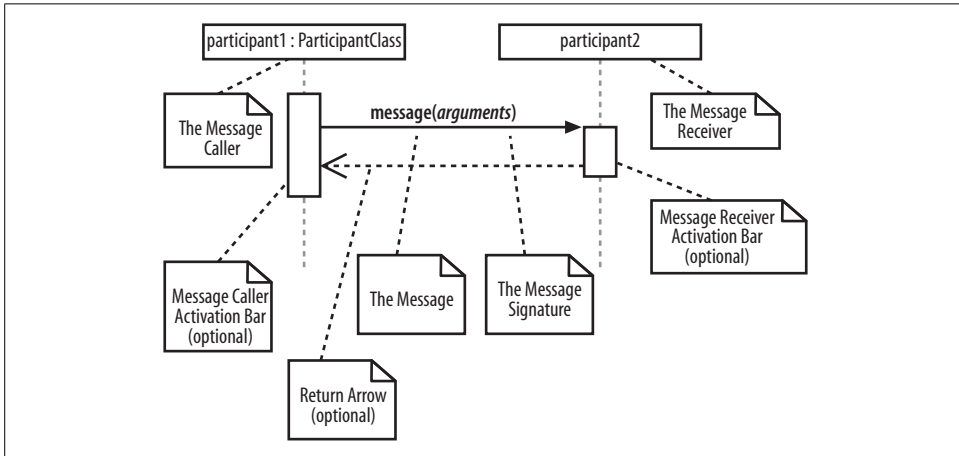 participant1 : ParticipantClass
participant2
The Message
Caller
message(arguments)
The Message
Receiver
Message Caller
Activation Bar
(optional)
The Message
The Message
Signature
Message Receiver
Activation Bar
(optional)
Return Arrow
(optional)